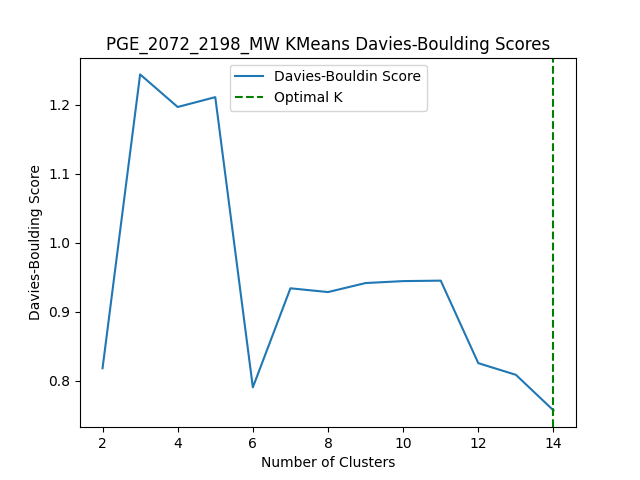 PGE_2072_2198_MW KMeans Davies-Boulding Scores
Davies-Bouldin Score
Optimal K
Davies-Boulding Score
1.2
1.1
1.0
0.9
0.8
2 4 6 8 10 12 14
Number of Clusters